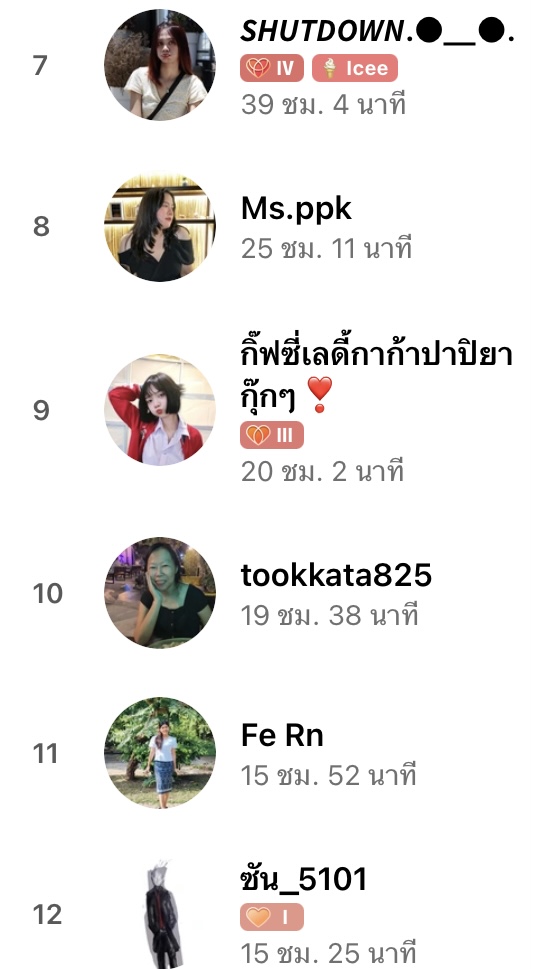 7
SHUTDOWN.●__●.
IV Icee
39 ชม. 4 นาที
8
Ms.ppk
25 ชม. 11 นาที
9
กิ๊ฟซี่เลดี้กาก้าปาปิยา
กุ๊กๆ ❣️
III
20 ชม. 2 นาที
10
tookkata825
19 ชม. 38 นาที
11
Fe Rn
15 ชม. 52 นาที
12
ซัน_5101
I
15 ชม. 25 นาที